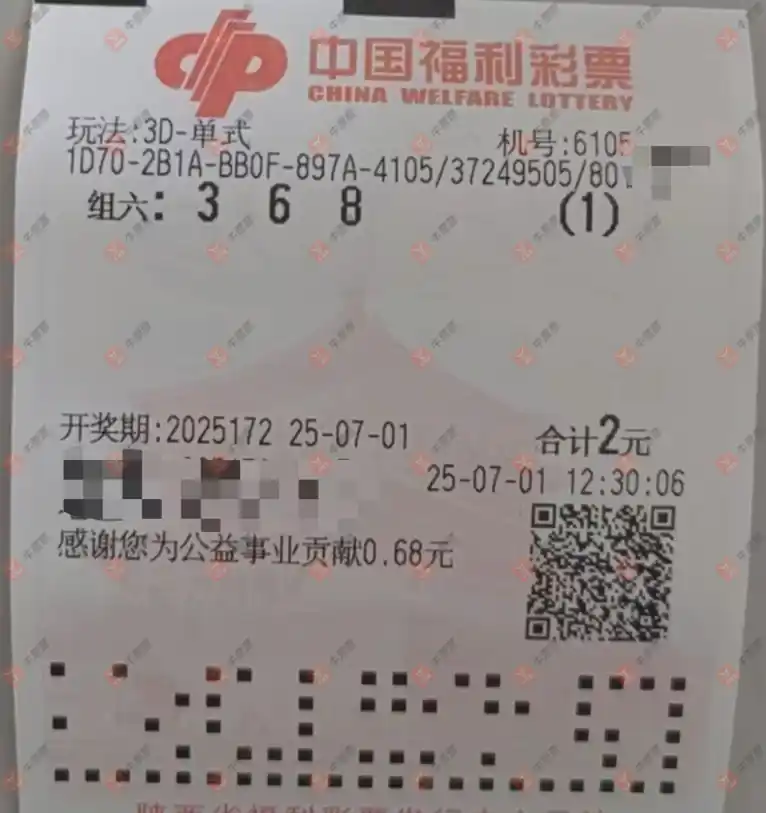 中国福利彩票
CHINA WELFARE LOTTERY
玩法:3D-单式 机号:6105
1D70-2B1A-BB0F-897A-4105/37249505/80
组六: 3 6 8 (1)
开奖期:2025172 25-07-01 合计2元
25-07-01 12:30:06
感谢您为公益事业贡献0.68元